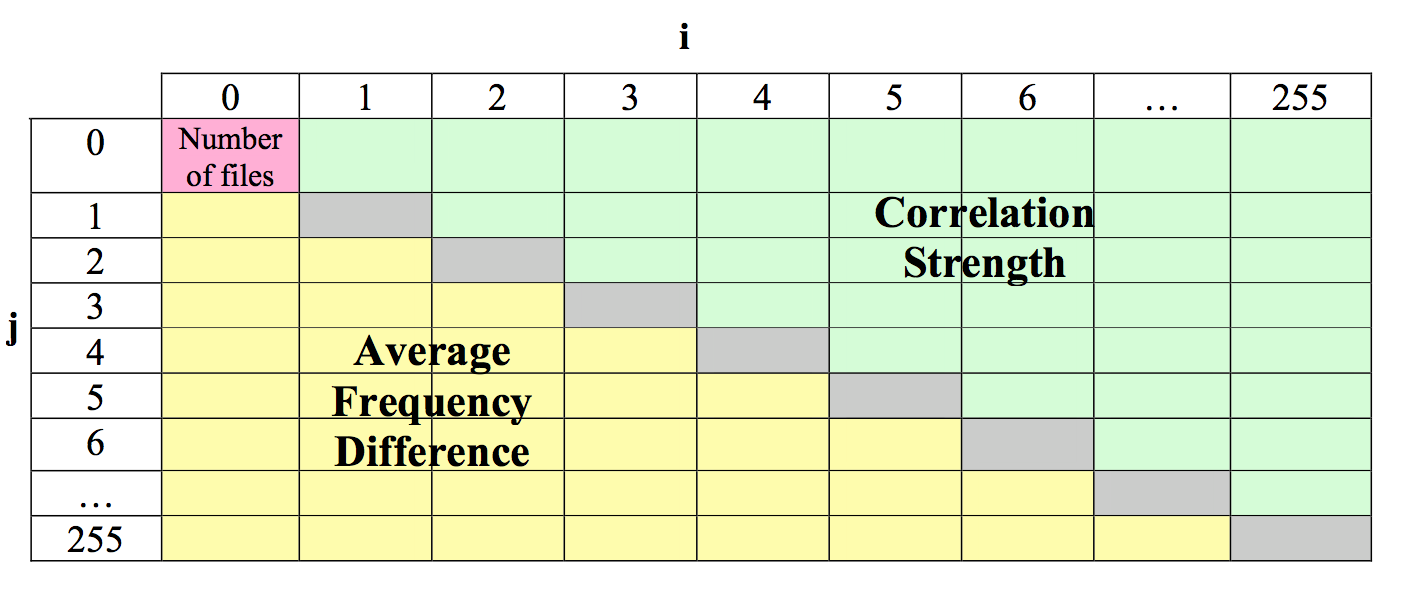 i
0 1 2 3 4 5 6 … 255
0 Number
of files
1 Correlation
2 Strength
3
j
4 Average
5 Frequency
6 Difference
…
255